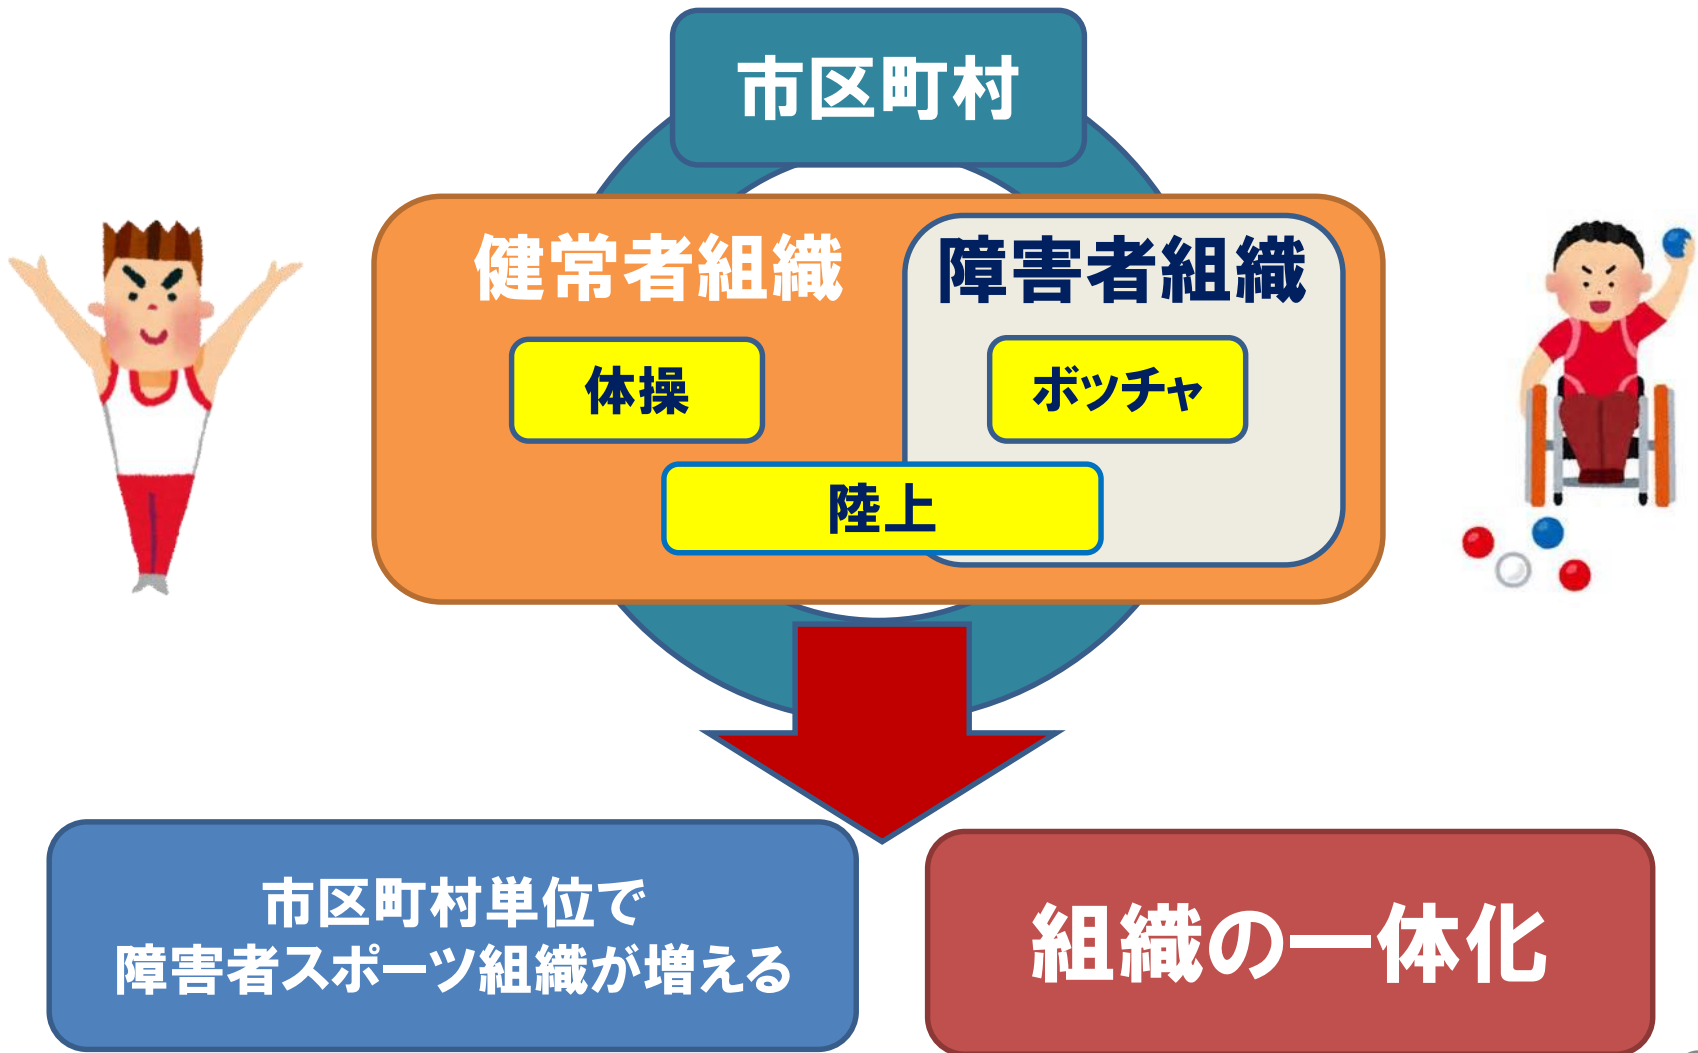 市区町村
健常者組織
障害者組織
体操
ボッチャ
陸上
市区町村単位で
障害者スポーツ組織が増える
組織の一体化